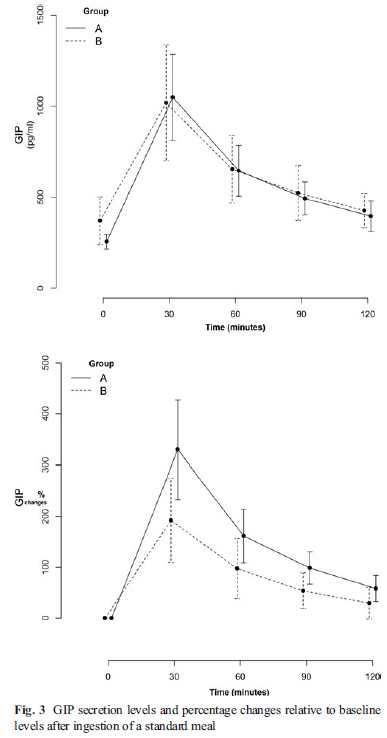 Group
A
B
1500
1000
500
0
GIP
(pg/ml)
0 30 60 90 120
Time (minutes)
Group
A
B
500
400
300
200
100
0
GIP changes%
0 30 60 90 120
Time (minutes)
Fig. 3 GIP secretion levels and percentage changes relative to baseline
levels after ingestion of a standard meal